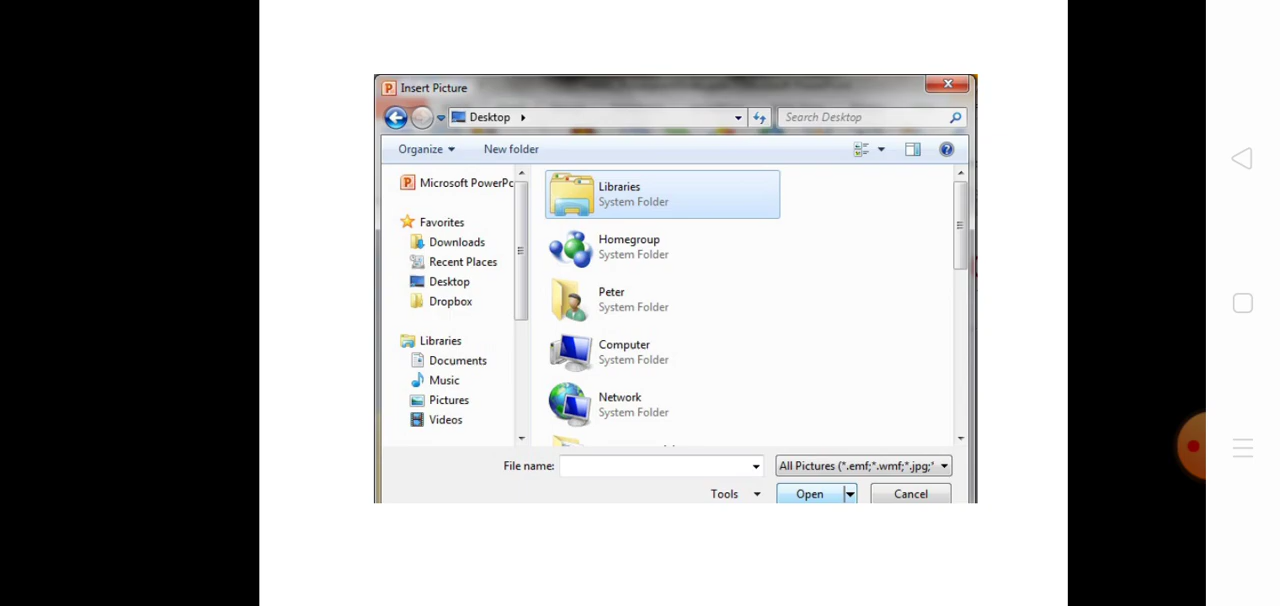 Insert Picture
Desktop
Search Desktop
Organize
New folder
Microsoft PowerPo
Favorites
Downloads
Recent Places
Desktop
Dropbox
Libraries
Documents
Music
Pictures
Videos
Libraries
System Folder
Homegroup
System Folder
Peter
System Folder
Computer
System Folder
Network
System Folder
File name:
All Pictures (*.emf;*.wmf;*.jpg;*
Tools
Open
Cancel